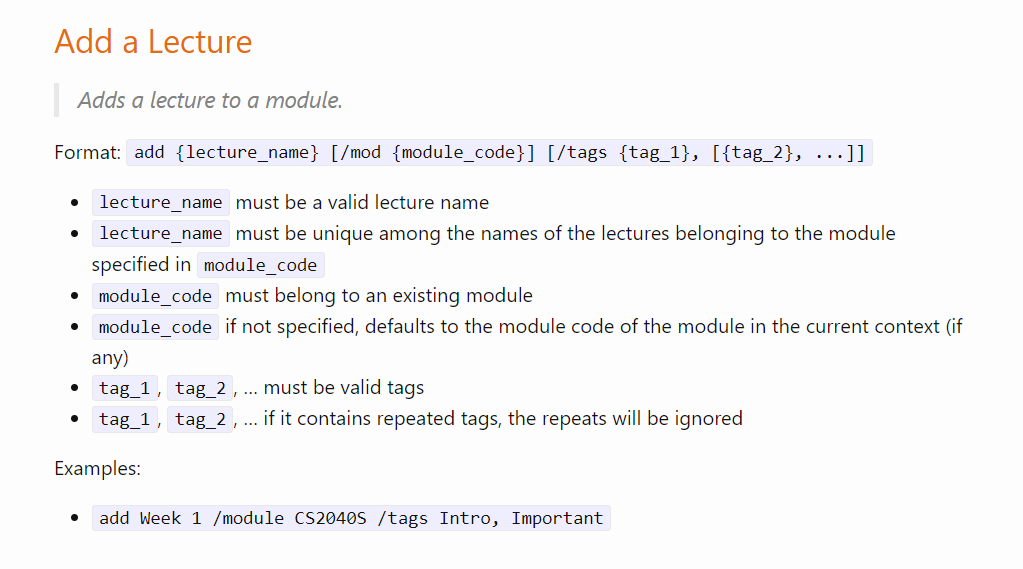 Add a Lecture
Adds a lecture to a module.
Format: add {lecture_name} [/mod {module_code}] [/tags {tag_1}, [{tag_2}, ...]]
• lecture_name must be a valid lecture name
• lecture_name must be unique among the names of the lectures belonging to the module
specified in module_code
• module_code must belong to an existing module
• module_code if not specified, defaults to the module code of the module in the current context (if
any)
• tag_1, tag_2, ... must be valid tags
• tag_1, tag_2, ... if it contains repeated tags, the repeats will be ignored
Examples:
• add Week 1 /module CS2040S /tags Intro, Important